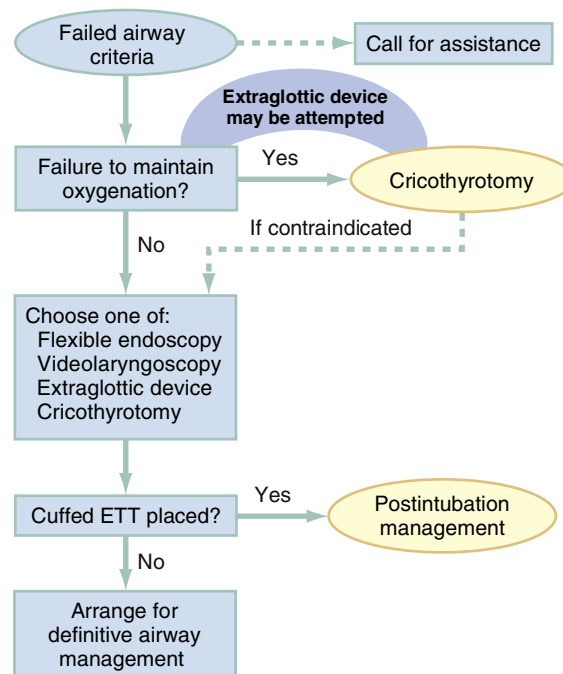 Failed airway
criteria
Call for assistance
Extraglottic device
may be attempted
Failure to maintain
oxygenation?
Yes
Cricothyrotomy
No
If contraindicated
Choose one of:
Flexible endoscopy
Videolaryngoscopy
Extraglottic device
Cricothyrotomy
Cuffed ETT placed?
Yes
Postintubation
management
No
Arrange for
definitive airway
management